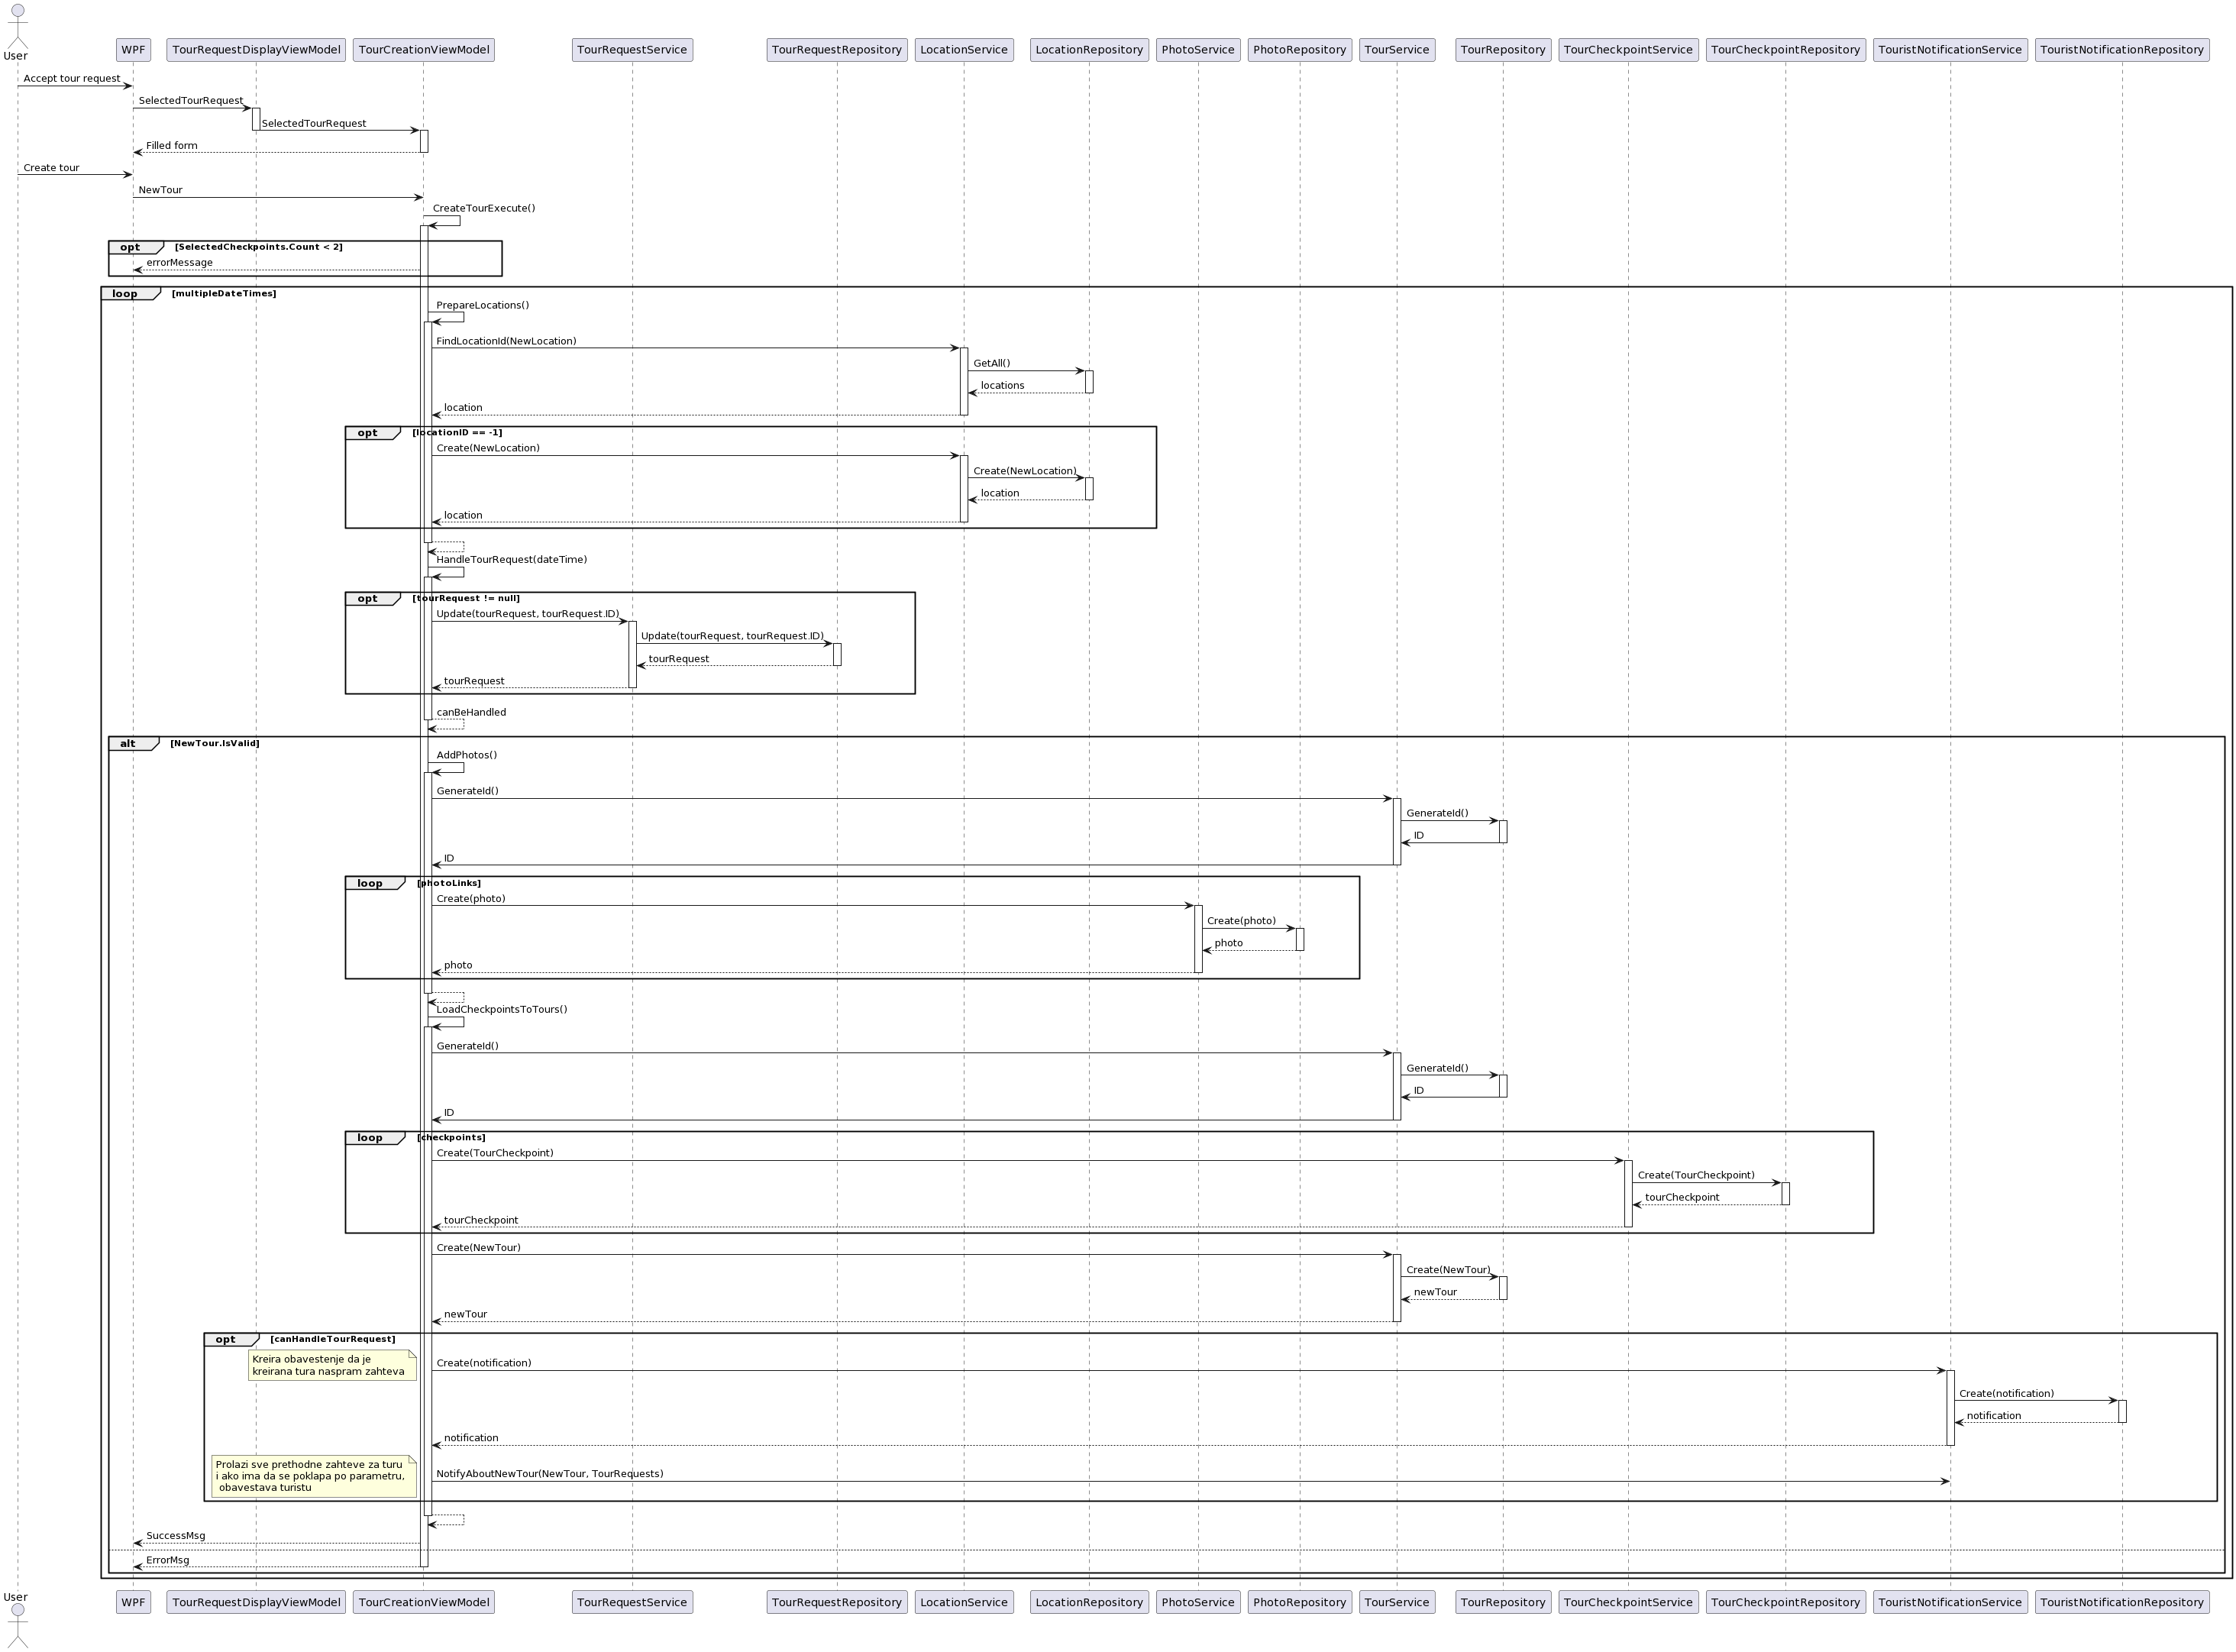 User
WPF
TourRequestDisplayViewModel
TourCreationViewModel
TourRequestService
TourRequestRepository
LocationService
LocationRepository
PhotoService
PhotoRepository
TourService
TourRepository
TourCheckpointService
TourCheckpointRepository
TouristNotificationService
TouristNotificationRepository
Accept tour request
SelectedTourRequest
SelectedTourRequest
Filled form
Create tour
NewTour
CreateTourExecute()
opt [SelectedCheckpoints.Count < 2]
errorMessage
loop [multipleDateTimes]
PrepareLocations()
FindLocationId(NewLocation)
GetAll()
locations
location
opt [locationID == -1]
Create(NewLocation)
Create(NewLocation)
location
location
HandleTourRequest(dateTime)
opt [tourRequest != null]
Update(tourRequest, tourRequest.ID)
Update(tourRequest, tourRequest.ID)
tourRequest
tourRequest
canBeHandled
alt [NewTour.IsValid]
AddPhotos()
GenerateId()
GenerateId()
ID
ID
loop [photoLinks]
Create(photo)
Create(photo)
photo
photo
LoadCheckpointsToTours()
GenerateId()
GenerateId()
ID
ID
loop [checkpoints]
Create(TourCheckpoint)
Create(TourCheckpoint)
tourCheckpoint
tourCheckpoint
Create(NewTour)
Create(NewTour)
newTour
newTour
opt [canHandleTourRequest]
Kreira obavestenje da je
kreirana tura naspram zahteva
Create(notification)
Create(notification)
notification
notification
Prolazi sve prethodne zahteve za turu
i ako ima da se poklapa po parametru,
obavestava turistu
NotifyAboutNewTour(NewTour, TourRequests)
SuccessMsg
ErrorMsg
User
WPF
TourRequestDisplayViewModel
TourCreationViewModel
TourRequestService
TourRequestRepository
LocationService
LocationRepository
PhotoService
PhotoRepository
TourService
TourRepository
TourCheckpointService
TourCheckpointRepository
TouristNotificationService
TouristNotificationRepository